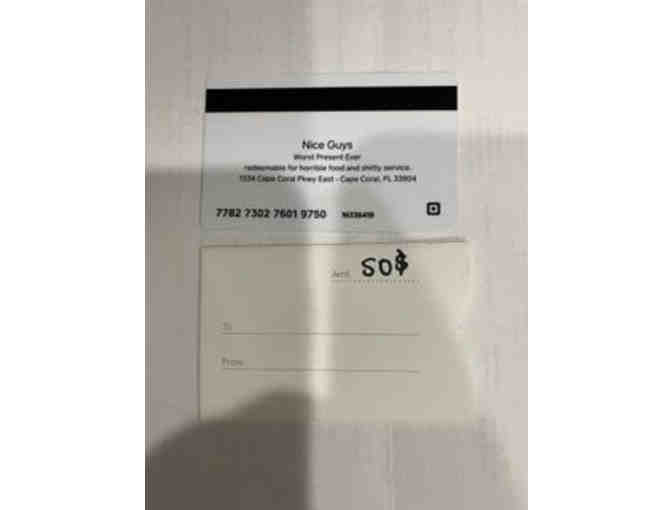 Nice Guys
Worst Present Ever
redeemable for horrible food and shitty service.
1334 Cape Coral Pkwy East - Cape Coral, FL 33904
7782 7302 7601 9750
Amt. 50$
To
From